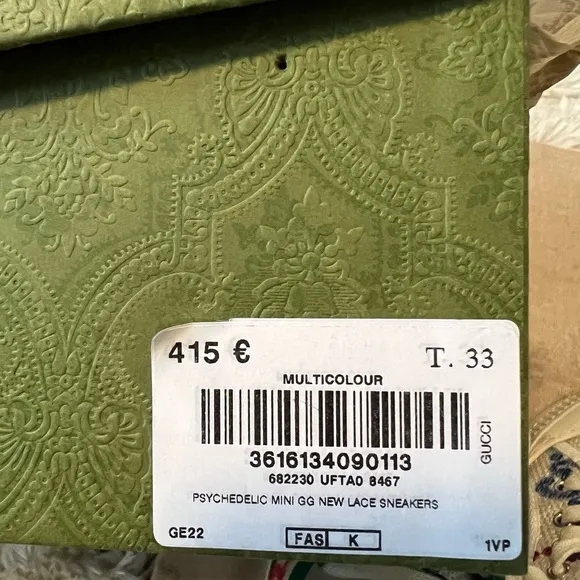 415 € T. 33
MULTICOLOUR
GUCCI
3616134090113
682230 UFTA0 8467
PSYCHEDELIC MINI GG NEW LACE SNEAKERS
GE22 FAS K 1VP